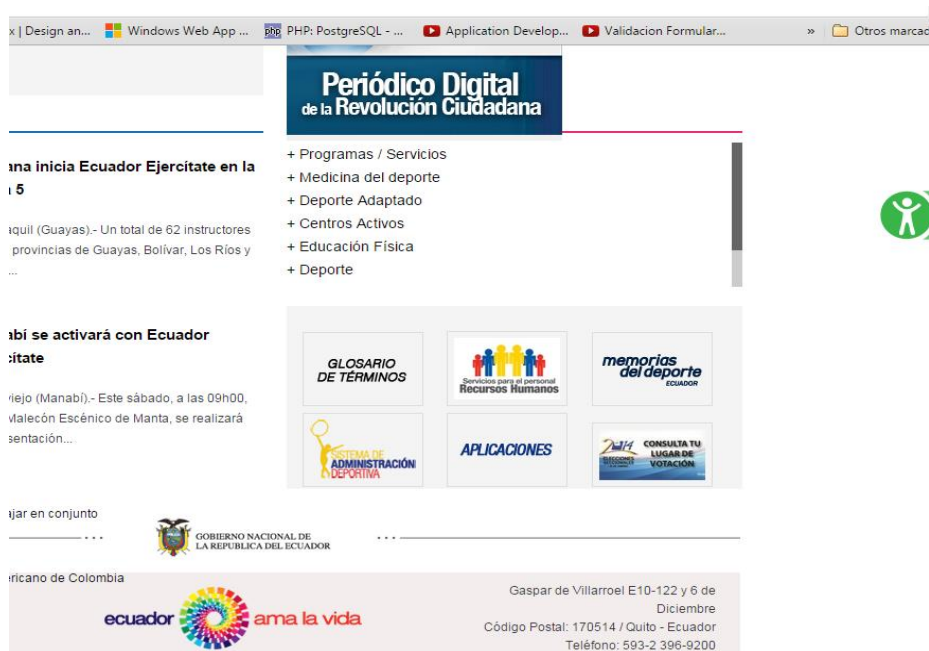 x | Design an...
Windows Web App ...
php PHP: PostgreSQL - ...
Application Develop...
Validacion Formular...
»
Otros marcad
Periódico Digital
de la Revolución Ciudadana
ana inicia Ecuador Ejercítate en la
a 5
aquil (Guayas).- Un total de 62 instructores
provincias de Guayas, Bolívar, Los Ríos y
...
abí se activará con Ecuador
cítate
viejo (Manabí).- Este sábado, a las 09h00,
Malecón Escénico de Manta, se realizará
sentación...
+ Programas / Servicios
+ Medicina del deporte
+ Deporte Adaptado
+ Centros Activos
+ Educación Física
+ Deporte
GLOSARIO
DE TÉRMINOS
Servicios para el personal
Recursos Humanos
memorias
del deporte
ECUADOR
SISTEMA DE
ADMINISTRACIÓN
DEPORTIVA
APLICACIONES
2014
ELECCIONES
SECCIONALES
CONSULTA TU
LUGAR DE
VOTACIÓN
ajar en conjunto
GOBIERNO NACIONAL DE
LA REPUBLICA DEL ECUADOR
ericano de Colombia
ecuador ama la vida
Gaspar de Villarroel E10-122 y 6 de
Diciembre
Código Postal: 170514 / Quito - Ecuador
Teléfono: 593-2 396-9200